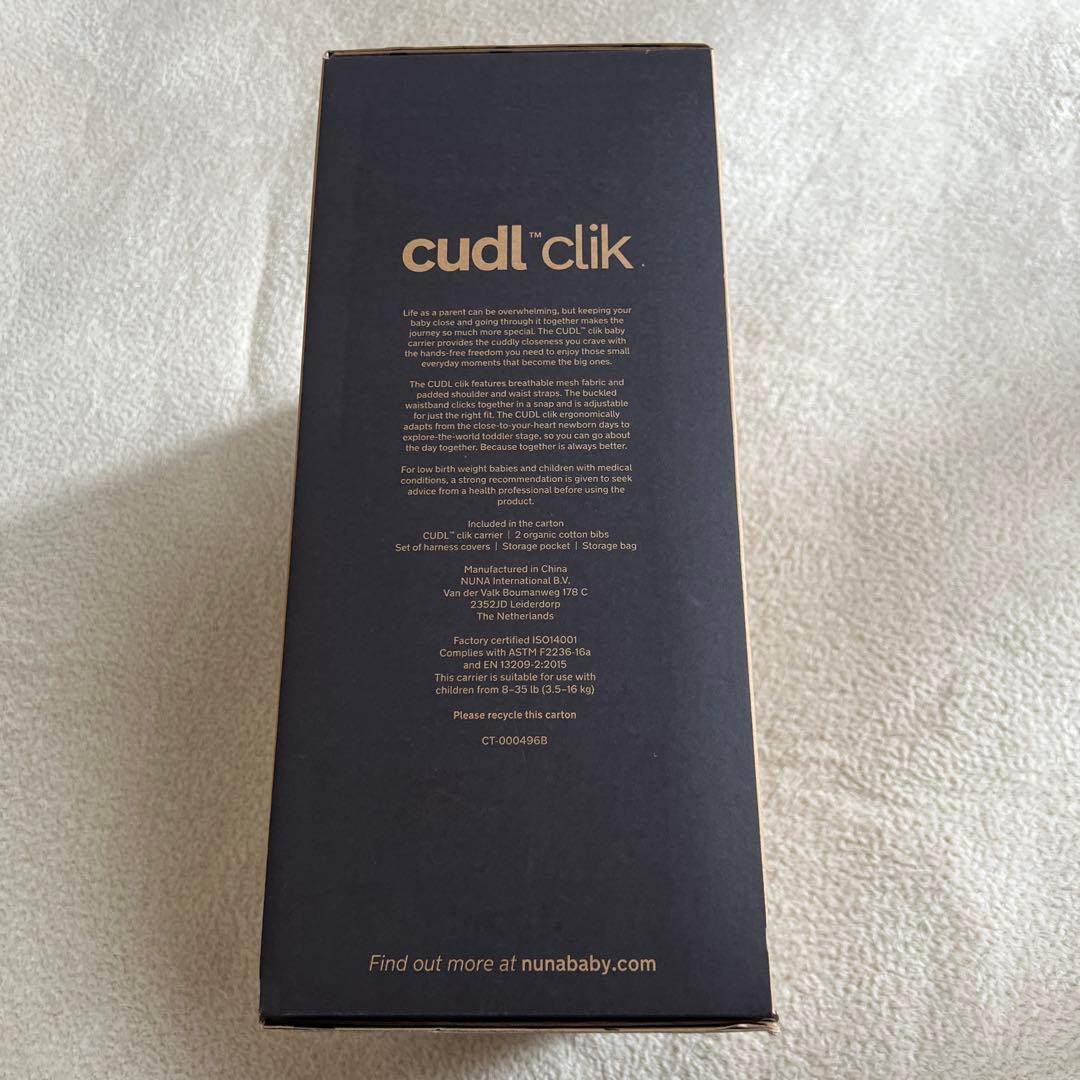 cudl™ clik
Life as a parent can be overwhelming, but keeping your
baby close and going through it together makes the
journey so much more special. The CUDL™ clik baby
carrier provides the cuddly closeness you crave with
the hands-free freedom you need to enjoy those small
everyday moments that become the big ones.
The CUDL clik features breathable mesh fabric and
padded shoulder and waist straps. The buckled
waistband clicks together in a snap and is adjustable
for just the right fit. The CUDL clik ergonomically
adapts from the close-to-your-heart newborn days to
explore-the-world toddler stage, so you can go about
the day together. Because together is always better.
For low birth weight babies and children with medical
conditions, a strong recommendation is given to seek
advice from a health professional before using the
product.
Included in the carton
CUDL™ clik carrier | 2 organic cotton bibs
Set of harness covers | Storage pocket | Storage bag
Manufactured in China
NUNA International B.V.
Van der Valk Boumanweg 178 C
2352JD Leiderdorp
The Netherlands
Factory certified ISO14001
Complies with ASTM F2236-16a
and EN 13209-2:2015
This carrier is suitable for use with
children from 8–35 lb (3.5–16 kg)
Please recycle this carton
CT-000496B
Find out more at nunababy.com